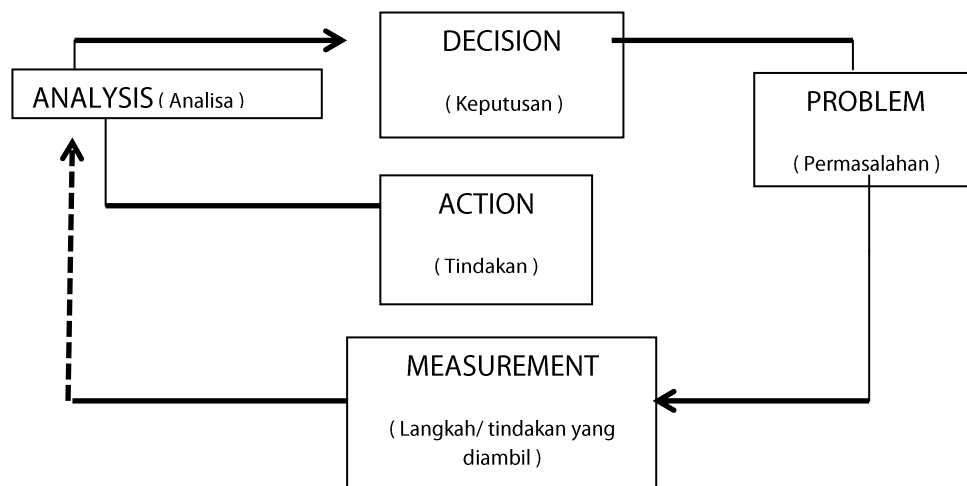 DECISION
( Keputusan )
ANALYSIS ( Analisa )
PROBLEM
( Permasalahan )
ACTION
( Tindakan )
MEASUREMENT
( Langkah/ tindakan yang
diambil )